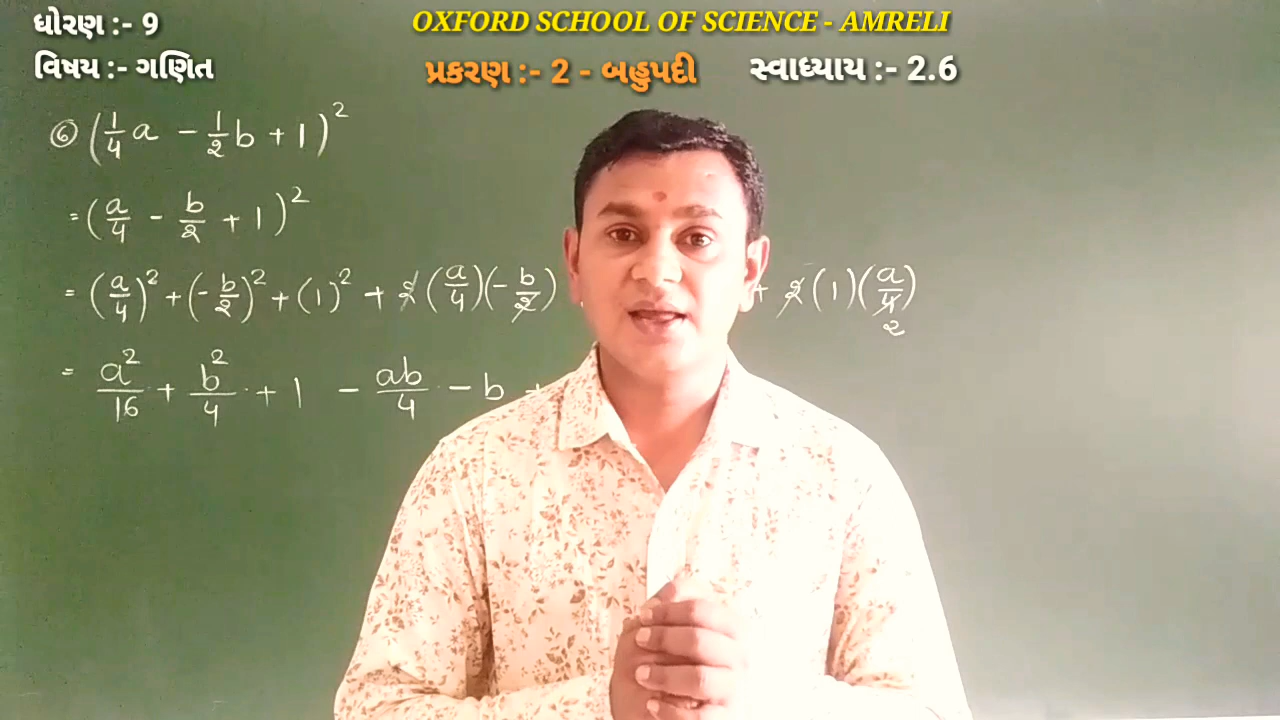 ધોરણ :- 9
OXFORD SCHOOL OF SCIENCE - AMRELI
વિષય :- ગણિત
પ્રકરણ :- 2 - બહુપદી
સ્વાધ્યાય :- 2.6
⑥ (1/4 a - 1/2 b + 1)²
= (a/4 - b/2 + 1)²
= (a/4)² + (-b/2)² + (1)² + 2(a/4)(-b/2) + 2(1)(a/4) 2
= a²/16 + b²/4 + 1 - ab/4 - b +